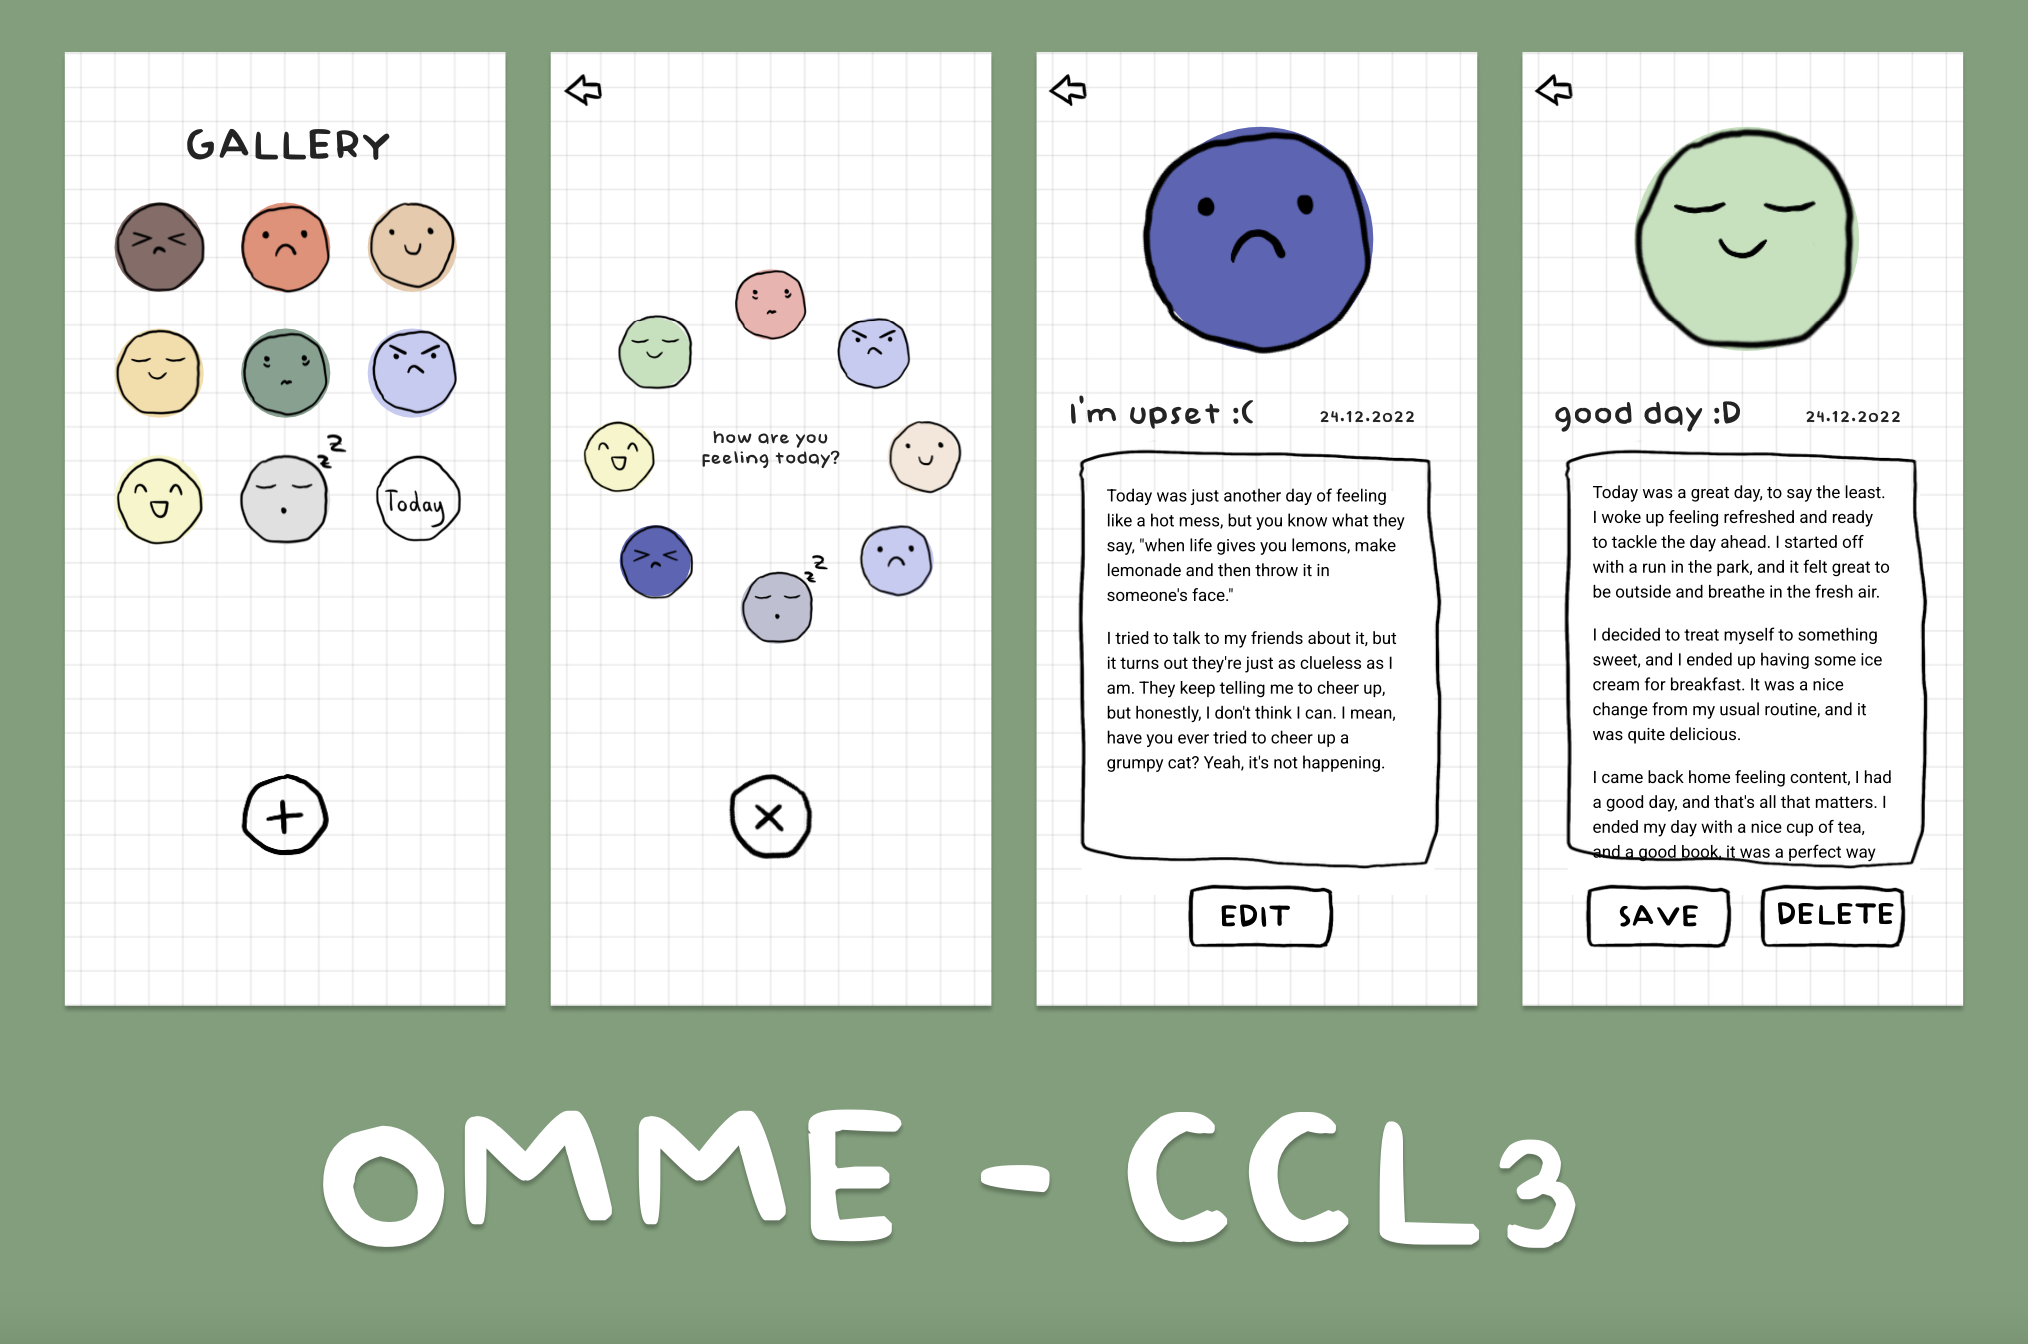 GALLERY
z
z
Today
how are you
feeling today?
z
z
I'm upset :(
24.12.2022
Today was just another day of feeling
like a hot mess, but you know what they
say, "when life gives you lemons, make
lemonade and then throw it in
someone's face."
I tried to talk to my friends about it, but
it turns out they're just as clueless as I
am. They keep telling me to cheer up,
but honestly, I don't think I can. I mean,
have you ever tried to cheer up a
grumpy cat? Yeah, it's not happening.
EDIT
good day :D
24.12.2022
Today was a great day, to say the least.
I woke up feeling refreshed and ready
to tackle the day ahead. I started off
with a run in the park, and it felt great to
be outside and breathe in the fresh air.
I decided to treat myself to something
sweet, and I ended up having some ice
cream for breakfast. It was a nice
change from my usual routine, and it
was quite delicious.
I came back home feeling content, I had
a good day, and that's all that matters. I
ended my day with a nice cup of tea,
and a good book, it was a perfect way
SAVE
DELETE
OMME - CCL3